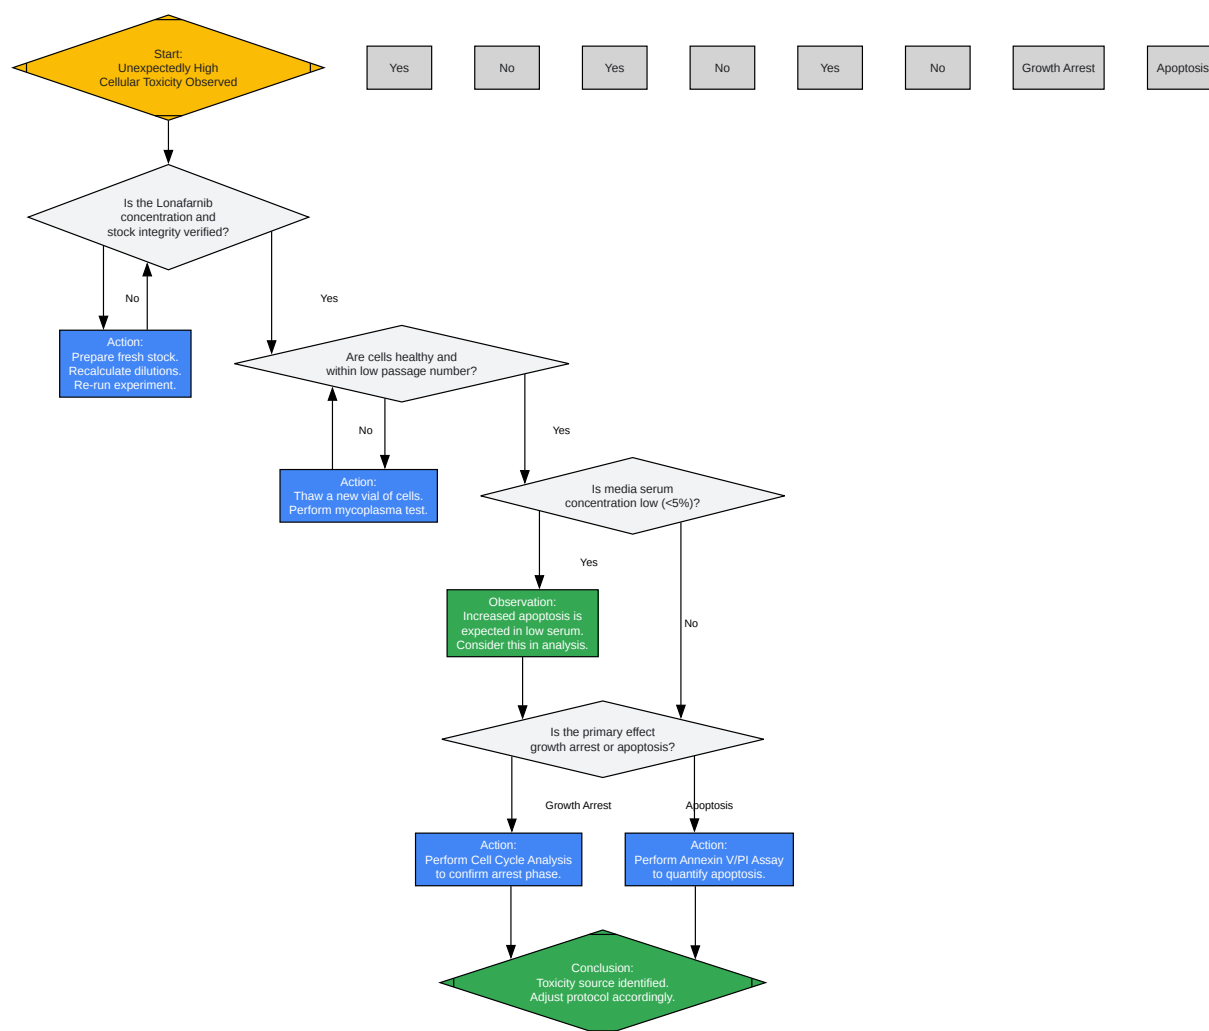 Start:
Unexpectedly High
Cellular Toxicity Observed
Yes
No
Yes
No
Yes
No
Growth Arrest
Apoptosis
Is the Lonafarnib
concentration and
stock integrity verified?
No
Yes
Action:
Prepare fresh stock.
Recalculate dilutions.
Re-run experiment.
Are cells healthy and
within low passage number?
No
Yes
Action:
Thaw a new vial of cells.
Perform mycoplasma test.
Is media serum
concentration low (<5%)?
Yes
No
Observation:
Increased apoptosis is
expected in low serum.
Consider this in analysis.
Is the primary effect
growth arrest or apoptosis?
Growth Arrest
Apoptosis
Action:
Perform Cell Cycle Analysis
to confirm arrest phase.
Action:
Perform Annexin V/PI Assay
to quantify apoptosis.
Conclusion:
Toxicity source identified.
Adjust protocol accordingly.